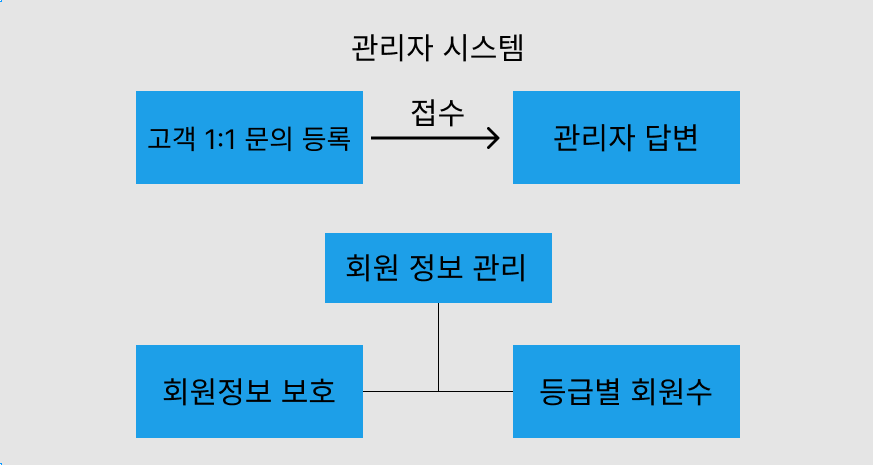 관리자 시스템
고객 1:1 문의 등록
접수
관리자 답변
회원 정보 관리
회원정보 보호
등급별 회원수